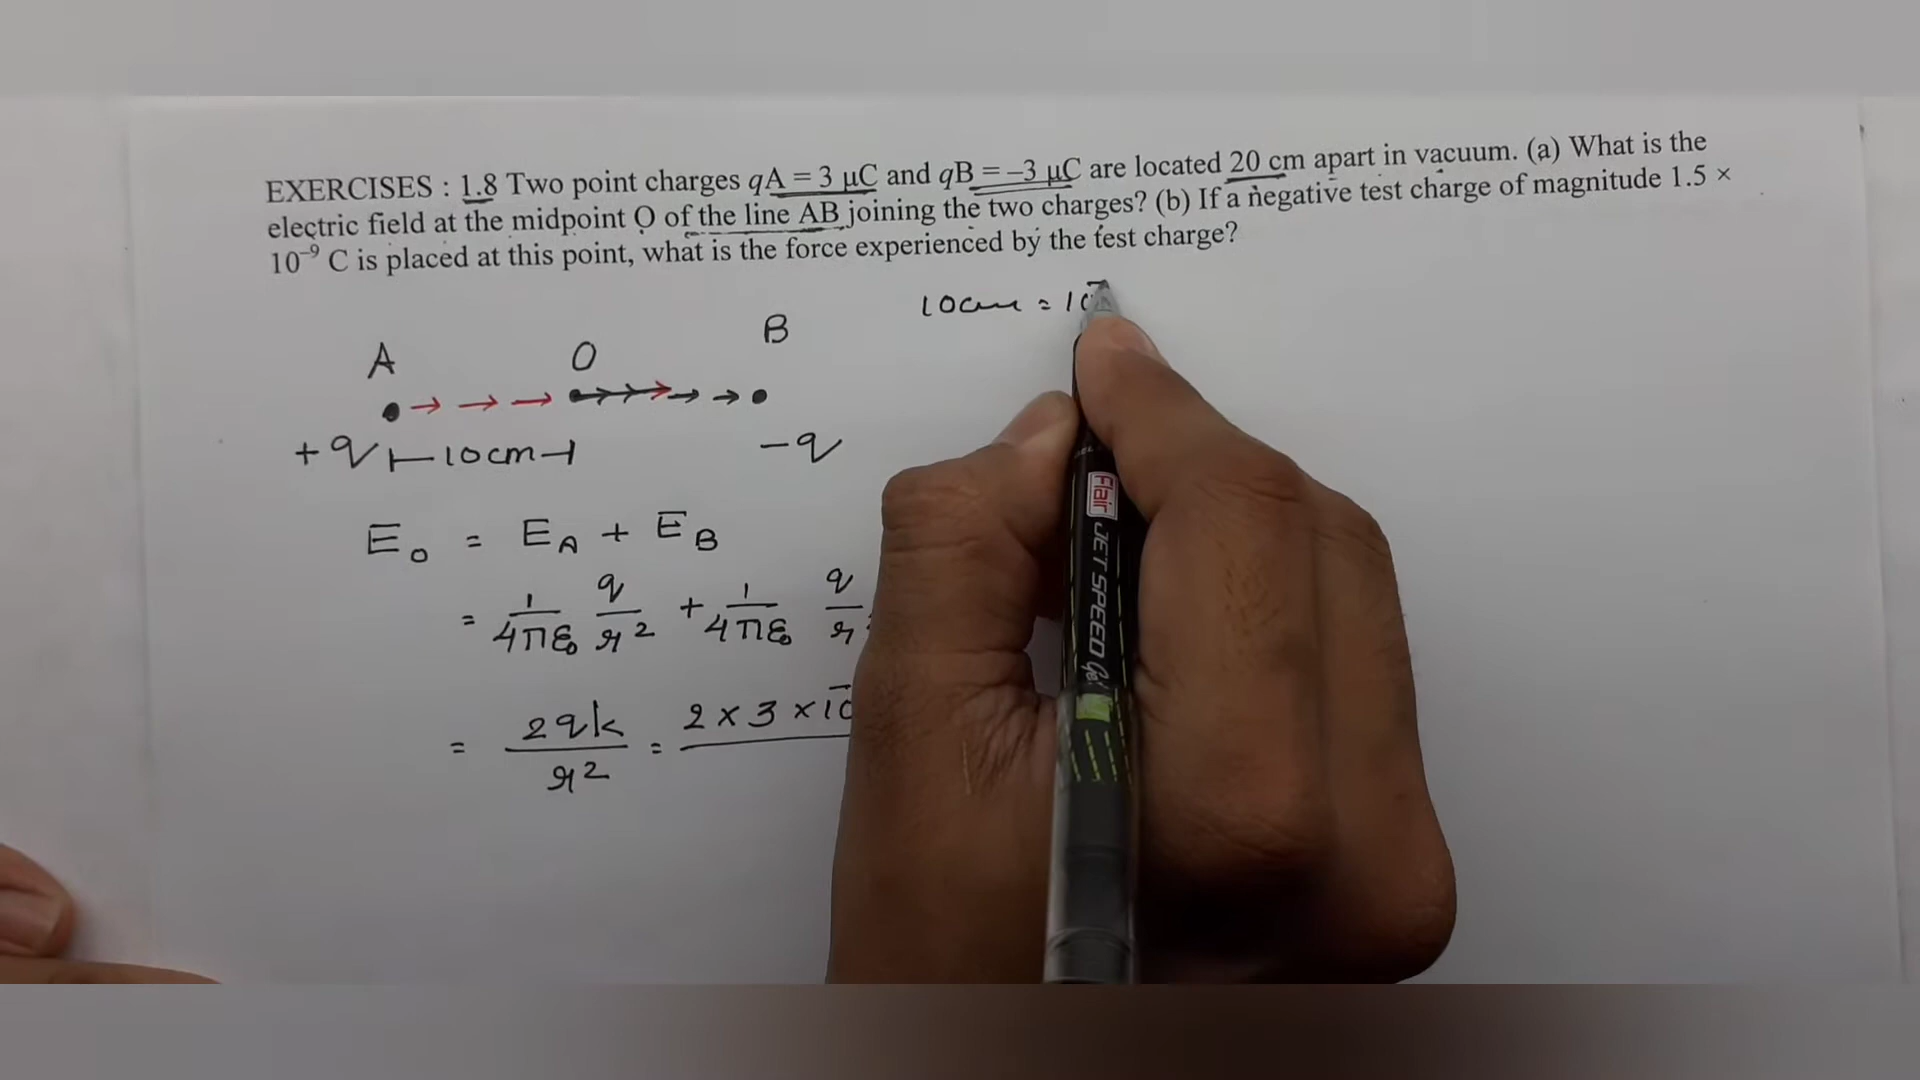 EXERCISES : 1.8 Two point charges qA = 3 μC and qB = –3 μC are located 20 cm apart in vacuum. (a) What is the
electric field at the midpoint O of the line AB joining the two charges? (b) If a negative test charge of magnitude 1.5 ×
10⁻⁹ C is placed at this point, what is the force experienced by the test charge?
10cm = 10
A O B
+q 10cm -q
E₀ = E_A + E_B
= 1/4πε₀ q/r² + 1/4πε₀ q/r
= 2qk/r² = 2 × 3 × 10
Flair JET SPEED Gel